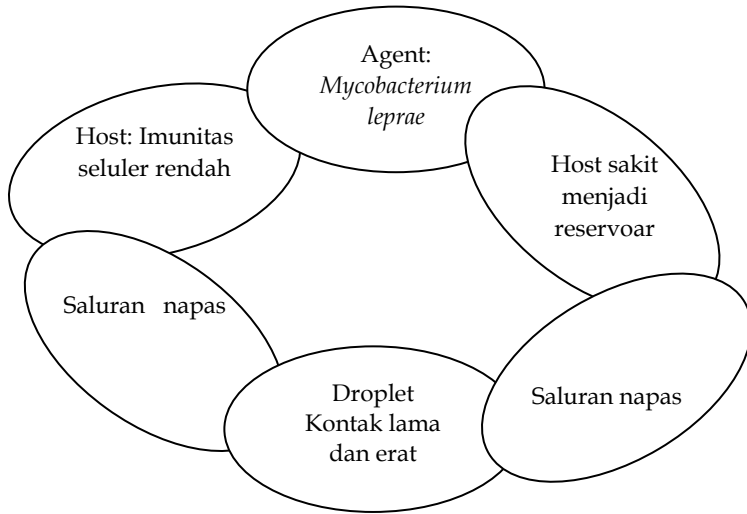 Agent:
Mycobacterium
leprae
Host: Imunitas
seluler rendah
Host sakit
menjadi
reservoar
Saluran napas
Droplet
Kontak lama
dan erat
Saluran napas